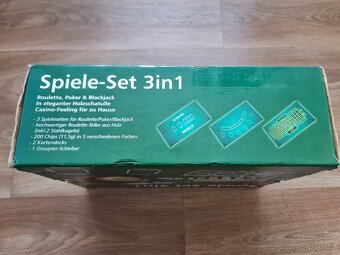 Spiele-Set 3in1
Roulette, Poker & Blackjack
in eleganter Holzschatulle
Casino-Feeling für zu Hause
- 3 Spielmatten für Roulette/Poker/Blackjack
- hochwertiger Roulette-Teller aus Holz
(inkl.2 Stahlkugeln)
- 200 Chips (11,5g) in 5 verschiedenen Farben
- 2 Kartendecks
- 1 Groupier-Schieber